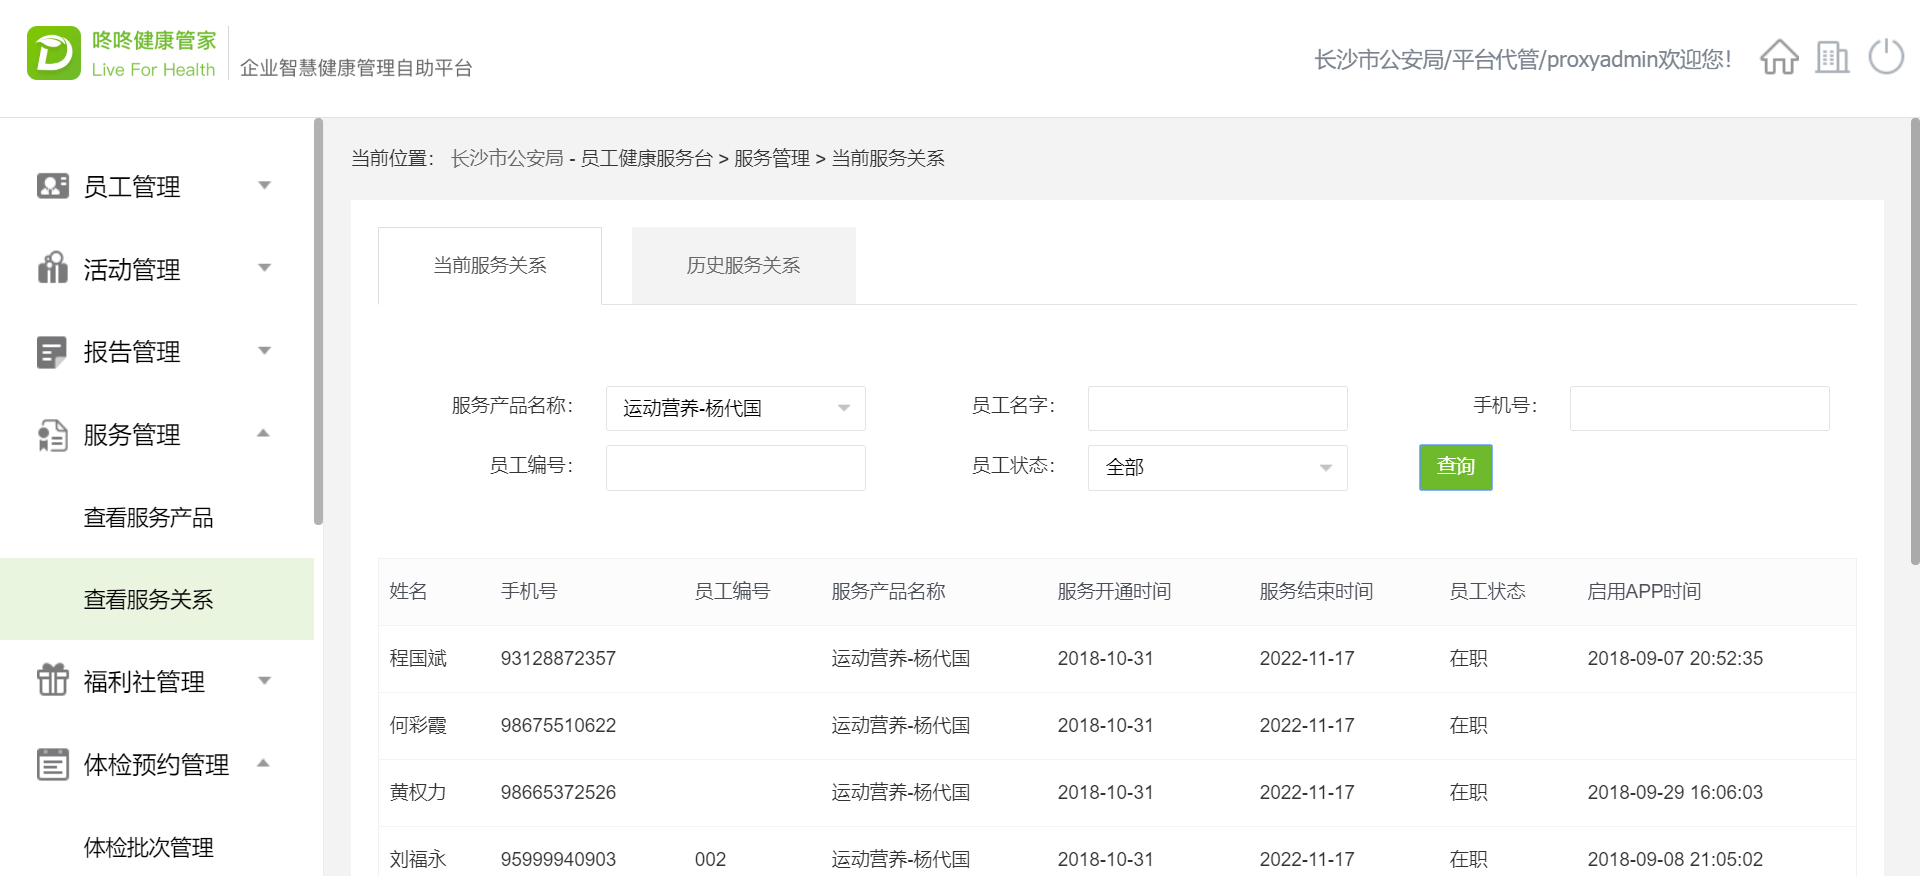 咚咚健康管家
Live For Health
企业智慧健康管理自助平台
长沙市公安局/平台代管/proxyadmin欢迎您!
员工管理
活动管理
报告管理
服务管理
查看服务产品
查看服务关系
福利社管理
体检预约管理
体检批次管理
当前位置： 长沙市公安局 - 员工健康服务台 > 服务管理 > 当前服务关系
当前服务关系 历史服务关系
服务产品名称： 运动营养-杨代国 员工名字： 手机号：
员工编号： 员工状态： 全部 查询
姓名 手机号 员工编号 服务产品名称 服务开通时间 服务结束时间 员工状态 启用APP时间
程国斌 93128872357 运动营养-杨代国 2018-10-31 2022-11-17 在职 2018-09-07 20:52:35
何彩霞 98675510622 运动营养-杨代国 2018-10-31 2022-11-17 在职
黄权力 98665372526 运动营养-杨代国 2018-10-31 2022-11-17 在职 2018-09-29 16:06:03
刘福永 95999940903 002 运动营养-杨代国 2018-10-31 2022-11-17 在职 2018-09-08 21:05:02